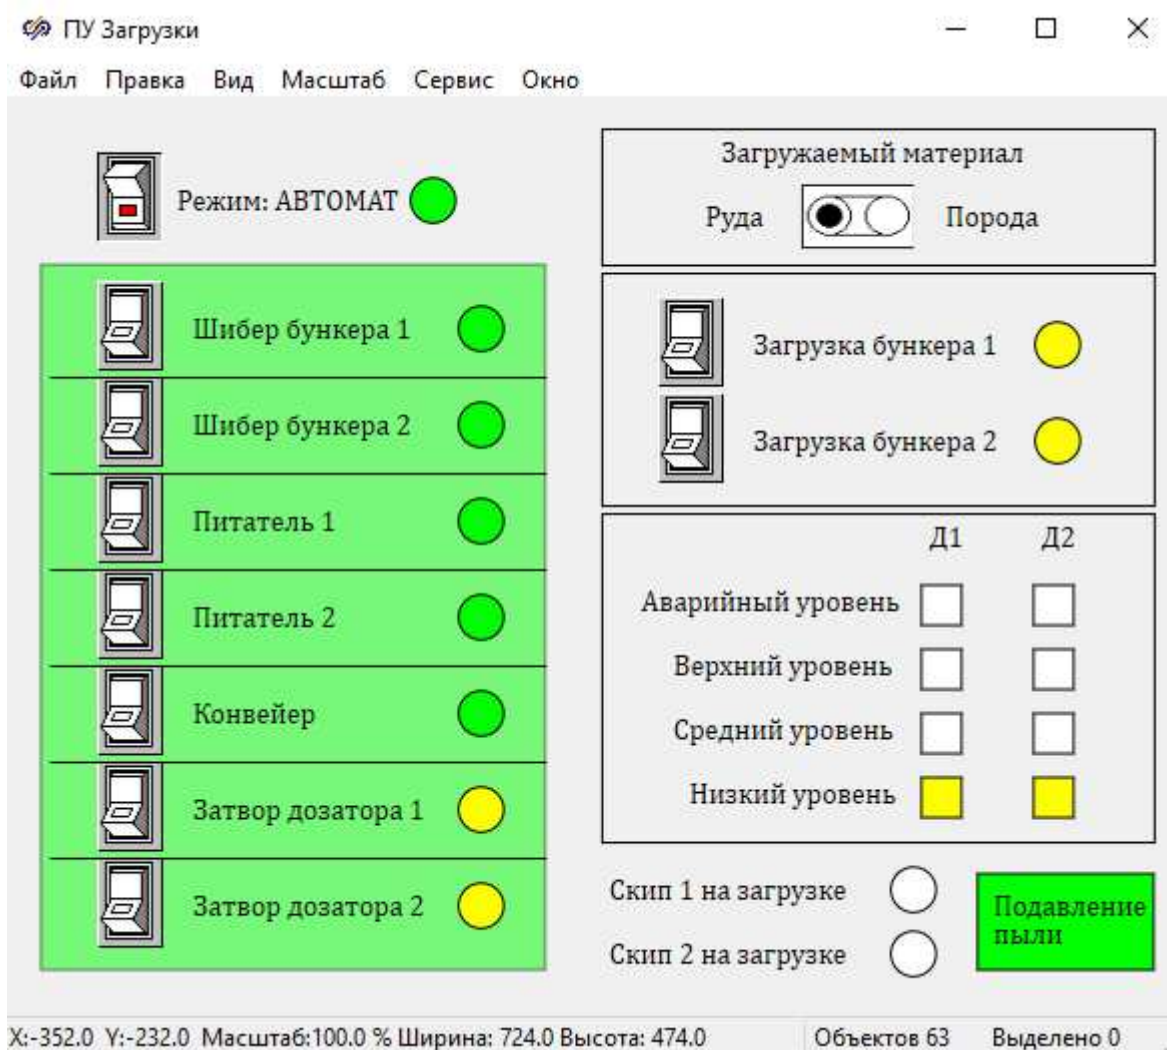 ПУ Загрузки
Файл Правка Вид Масштаб Сервис Окно
Режим: АВТОМАТ
Шибер бункера 1
Шибер бункера 2
Питатель 1
Питатель 2
Конвейер
Затвор дозатора 1
Затвор дозатора 2
Загружаемый материал
Руда Порода
Загрузка бункера 1
Загрузка бункера 2
Д1 Д2
Аварийный уровень
Верхний уровень
Средний уровень
Низкий уровень
Скип 1 на загрузке
Скип 2 на загрузке
Подавление
пыли
X:-352.0 Y:-232.0 Масштаб:100.0 % Ширина: 724.0 Высота: 474.0 Объектов 63 Выделено 0